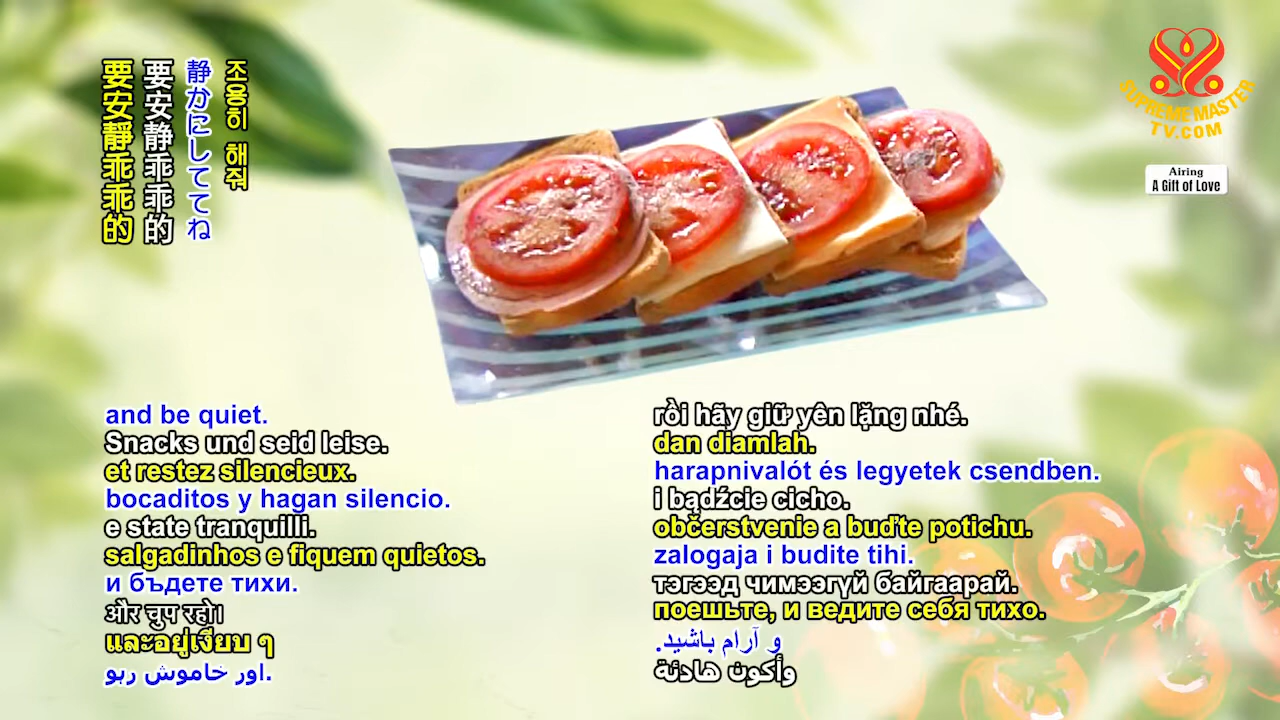 要安靜乖乖的
要安静乖乖的
静かにしててね
조용히 해줘
SUPREME MASTER
TV.COM
Airing
A Gift of Love
and be quiet.
Snacks und seid leise.
et restez silencieux.
bocaditos y hagan silencio.
e state tranquilli.
salgadinhos e fiquem quietos.
и бъдете тихи.
और चुप रहो।
และอยู่เงียบ ๆ
اور خاموش رہو.
rồi hãy giữ yên lặng nhé.
dan diamlah.
harapnivalót és legyetek csendben.
i bądźcie cicho.
občerstvenie a buďte potichu.
zalogaja i budite tihi.
тэгээд чимээгүй байгаарай.
поешьте, и ведите себя тихо.
و آرام باشید.
وأكون هادئة